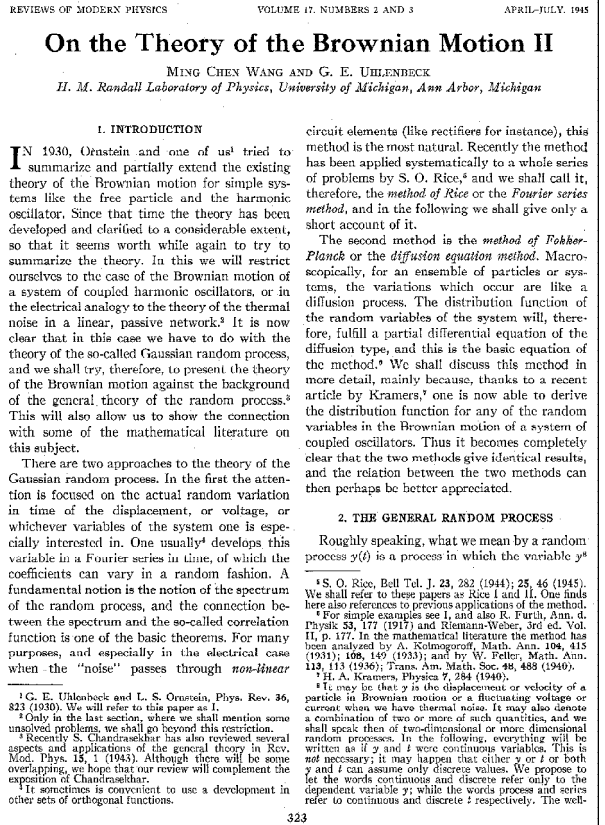 REVIEWS OF MODERN PHYSICS VOLUME 17, NUMBERS 2 AND 3 APRIL-JULY, 1945
On the Theory of the Brownian Motion II
MING CHEN WANG AND G. E. UHLENBECK
H. M. Randall Laboratory of Physics, University of Michigan, Ann Arbor, Michigan
1. INTRODUCTION
IN 1930, Ornstein and one of us¹ tried to
summarize and partially extend the existing
theory of the Brownian motion for simple sys-
tems like the free particle and the harmonic
oscillator. Since that time the theory has been
developed and clarified to a considerable extent,
so that it seems worth while again to try to
summarize the theory. In this we will restrict
ourselves to the case of the Brownian motion of
a system of coupled harmonic oscillators, or in
the electrical analogy to the theory of the thermal
noise in a linear, passive network.² It is now
clear that in this case we have to do with the
theory of the so-called Gaussian random process,
and we shall try, therefore, to present the theory
of the Brownian motion against the background
of the general theory of the random process.³
This will also allow us to show the connection
with some of the mathematical literature on
this subject.
There are two approaches to the theory of the
Gaussian random process. In the first the atten-
tion is focused on the actual random variation
in time of the displacement, or voltage, or
whichever variables of the system one is espe-
cially interested in. One usually⁴ develops this
variable in a Fourier series in time, of which the
coefficients can vary in a random fashion. A
fundamental notion is the notion of the spectrum
of the random process, and the connection be-
tween the spectrum and the so-called correlation
function is one of the basic theorems. For many
purposes, and especially in the electrical case
when the "noise" passes through non-linear
¹ G. E. Uhlenbeck and L. S. Ornstein, Phys. Rev. 36,
823 (1930). We will refer to this paper as I.
² Only in the last section, where we shall mention some
unsolved problems, we shall go beyond this restriction.
³ Recently S. Chandrasekhar has also reviewed several
aspects and applications of the general theory in Rev.
Mod. Phys. 15, 1 (1943). Although there will be some
overlapping, we hope that our review will complement the
exposition of Chandrasekhar.
⁴ It sometimes is convenient to use a development in
other sets of orthogonal functions.
circuit elements (like rectifiers for instance), this
method is the most natural. Recently the method
has been applied systematically to a whole series
of problems by S. O. Rice,⁵ and we shall call it,
therefore, the method of Rice or the Fourier series
method, and in the following we shall give only a
short account of it.
The second method is the method of Fokker-
Planck or the diffusion equation method. Macro-
scopically, for an ensemble of particles or sys-
tems, the variations which occur are like a
diffusion process. The distribution function of
the random variables of the system will, there-
fore, fulfill a partial differential equation of the
diffusion type, and this is the basic equation of
the method.⁶ We shall discuss this method in
more detail, mainly because, thanks to a recent
article by Kramers,⁷ one is now able to derive
the distribution function for any of the random
variables in the Brownian motion of a system of
coupled oscillators. Thus it becomes completely
clear that the two methods give identical results,
and the relation between the two methods can
then perhaps be better appreciated.
2. THE GENERAL RANDOM PROCESS
Roughly speaking, what we mean by a random
process y(t) is a process in which the variable y⁸
⁵ S. O. Rice, Bell Tel. J. 23, 282 (1944); 25, 46 (1945).
We shall refer to these papers as Rice I and II. One finds
here also references to previous applications of the method.
⁶ For simple examples see I, and also R. Furth, Ann. d.
Physik 53, 177 (1917) and Riemann-Weber, 3rd ed. Vol.
II, p. 177. In the mathematical literature the method has
been analyzed by A. Kolmogoroff, Math. Ann. 104, 415
(1931); 108, 149 (1933); and by W. Feller, Math. Ann.
113, 113 (1936); Trans. Am. Math. Soc. 48, 488 (1940).
⁷ H. A. Kramers, Physica 7, 284 (1940).
⁸ It may be that y is the displacement or velocity of a
particle in Brownian motion or a fluctuating voltage or
current when we have thermal noise. It may also denote
a combination of two or more of such quantities, and we
shall speak then of two-dimensional or more dimensional
random processes. In the following, everything will be
written as if y and t were continuous variables. This is
not necessary; it may happen that either y or t or both
y and t can assume only discrete values. We propose to
let the words continuous and discrete refer only to the
dependent variable y; while the words process and series
refer to continuous and discrete t respectively. The well-
323